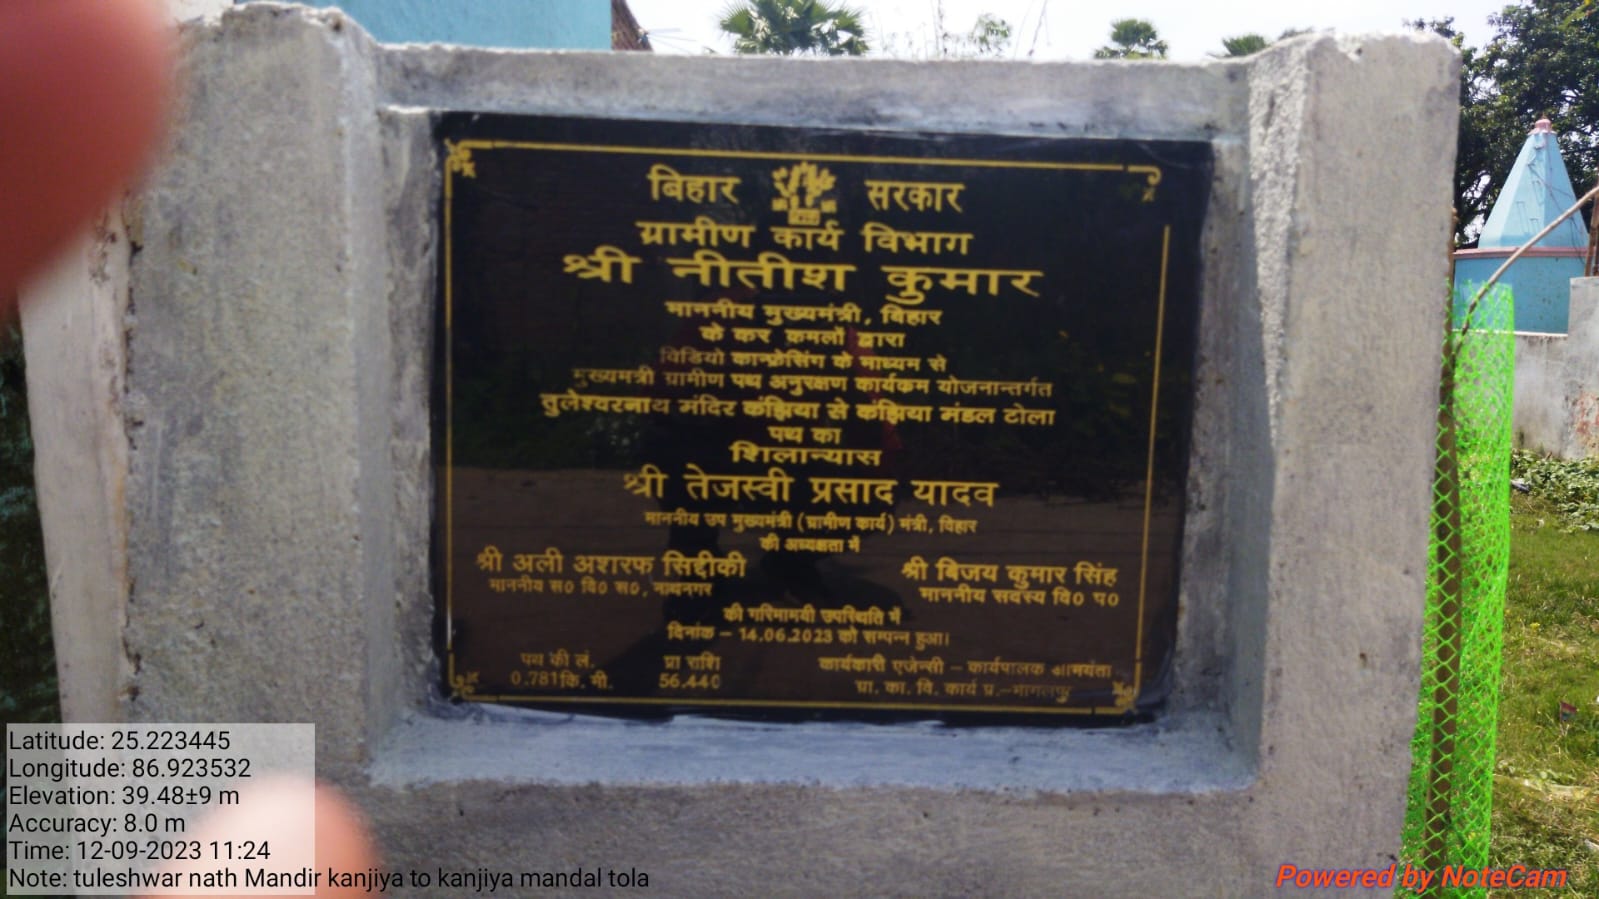 बिहार सरकार
ग्रामीण कार्य विभाग
श्री नीतीश कुमार
माननीय मुख्यमंत्री, बिहार
के कर कमलों द्वारा
विडियो कान्फ्रेसिंग के माध्यम से
मुख्यमंत्री ग्रामीण पथ अनुरक्षण कार्यक्रम योजनान्तर्गत
तुलेश्वरनाथ मंदिर कंझिया से कझिया मंडल टोला
पथ का
शिलान्यास
श्री तेजस्वी प्रसाद यादव
माननीय उप मुख्यमंत्री (ग्रामीण कार्य) मंत्री, बिहार
की अध्यक्षता में
श्री अली अशरफ सिद्दीकी श्री बिजय कुमार सिंह
माननीय स० वि० स०, नाथनगर माननीय सदस्य वि० प०
की गरिमामयी उपस्थिति में
दिनांक – 14.06.2023 को सम्पन्न हुआ।
पथ की लं. प्रा राशि कार्यकारी एजेन्सी – कार्यपालक
0.781कि. मी. 56.440 ग्रा. का. वि. कार्य प्र.–
Latitude: 25.223445
Longitude: 86.923532
Elevation: 39.48±9 m
Accuracy: 8.0 m
Time: 12-09-2023 11:24
Note: tuleshwar nath Mandir kanjiya to kanjiya mandal tola
Powered by NoteCam